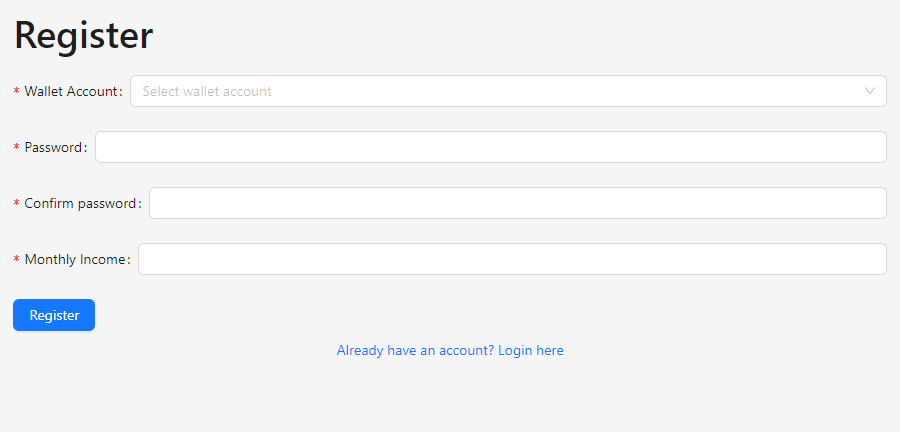 Register
* Wallet Account: Select wallet account
* Password:
* Confirm password:
* Monthly Income:
Register
Already have an account? Login here